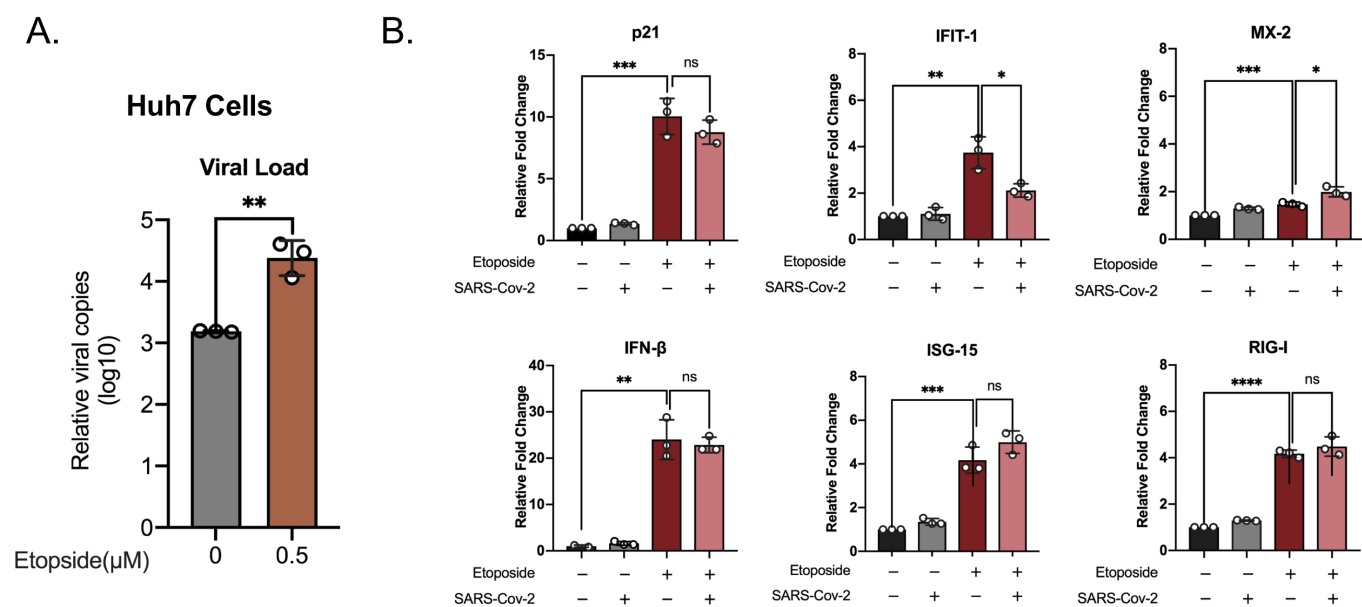 A.
Huh7 Cells
Viral Load
**
Relative viral copies
(log10)
5
4
3
2
1
0
Etopside(μM)
0
0.5
B.
p21
Relative Fold Change
15
10
5
0
***
ns
Etoposide
− − + +
SARS-Cov-2
− + − +
IFIT-1
Relative Fold Change
8
6
4
2
0
**
*
Etoposide
− − + +
SARS-Cov-2
− + − +
MX-2
Relative Fold Change
8
6
4
2
0
***
*
Etoposide
− − + +
SARS-Cov-2
− + − +
IFN-β
Relative Fold Change
40
30
20
10
0
**
ns
Etoposide
− − + +
SARS-Cov-2
− + − +
ISG-15
Relative Fold Change
8
6
4
2
0
***
ns
Etoposide
− − + +
SARS-Cov-2
− + − +
RIG-I
Relative Fold Change
8
6
4
2
0
****
ns
Etoposide
− − + +
SARS-Cov-2
− + − +